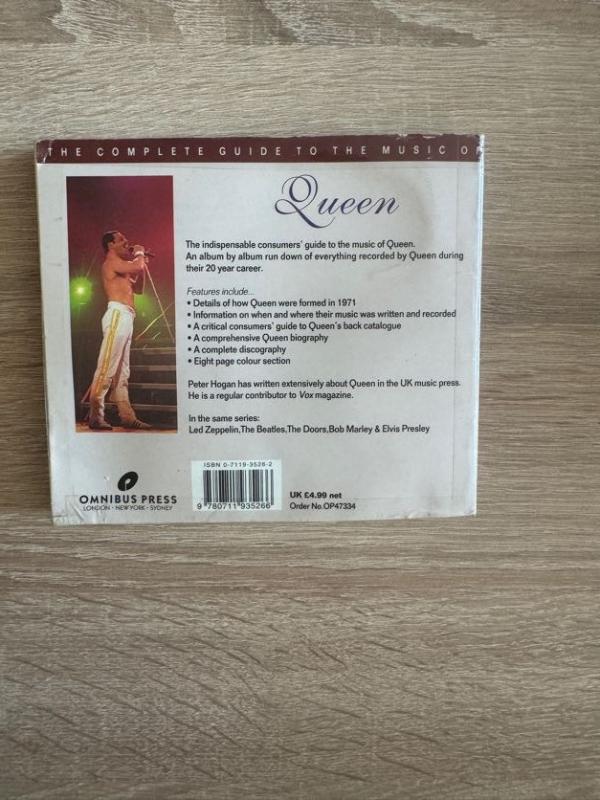 THE COMPLETE GUIDE TO THE MUSIC OF
Queen
The indispensable consumers' guide to the music of Queen.
An album by album run down of everything recorded by Queen during
their 20 year career.
Features include...
• Details of how Queen were formed in 1971
• Information on when and where their music was written and recorded
• A critical consumers' guide to Queen's back catalogue
• A comprehensive Queen biography
• A complete discography
• Eight page colour section
Peter Hogan has written extensively about Queen in the UK music press.
He is a regular contributor to Vox magazine.
In the same series:
Led Zeppelin,The Beatles,The Doors,Bob Marley & Elvis Presley
OMNIBUS PRESS
LONDON · NEW YORK · SYDNEY
ISBN 0-7119-3526-2
9 780711 935266
UK £4.99 net
Order No.OP47334